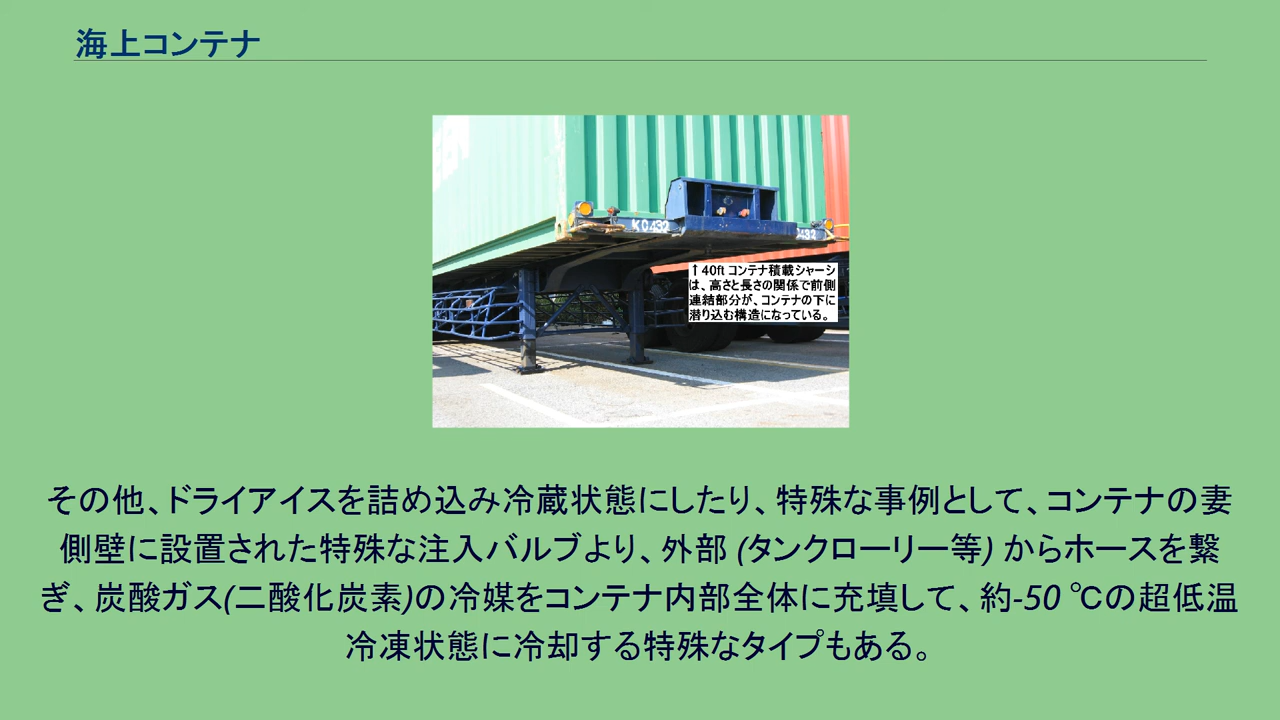 海上コンテナ
KC432
C432
↑40ft コンテナ積載シャーシ
は、高さと長さの関係で前側
連結部分が、コンテナの下に
潜り込む構造になっている。
その他、ドライアイスを詰め込み冷蔵状態にしたり、特殊な事例として、コンテナの妻
側壁に設置された特殊な注入バルブより、外部 (タンクローリー等) からホースを繋
ぎ、炭酸ガス(二酸化炭素)の冷媒をコンテナ内部全体に充填して、約-50 ℃の超低温
冷凍状態に冷却する特殊なタイプもある。